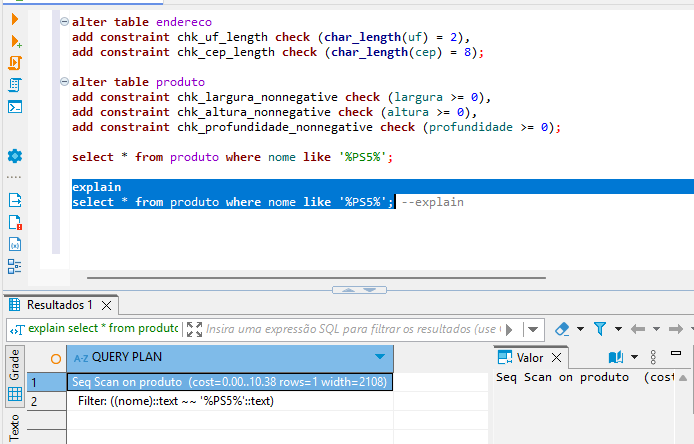 alter table endereco
add constraint chk_uf_length check (char_length(uf) = 2),
add constraint chk_cep_length check (char_length(cep) = 8);
alter table produto
add constraint chk_largura_nonnegative check (largura >= 0),
add constraint chk_altura_nonnegative check (altura >= 0),
add constraint chk_profundidade_nonnegative check (profundidade >= 0);
select * from produto where nome like '%PS5%';
explain
select * from produto where nome like '%PS5%'; --explain
Resultados 1
explain select * from produto
Insira uma expressão SQL para filtrar os resultados (use
Grade
A-Z QUERY PLAN
Valor
1 Seq Scan on produto (cost=0.00..10.38 rows=1 width=2108)
Seq Scan on produto (cost
2 Filter: ((nome)::text ~~ '%PS5%'::text)
Texto